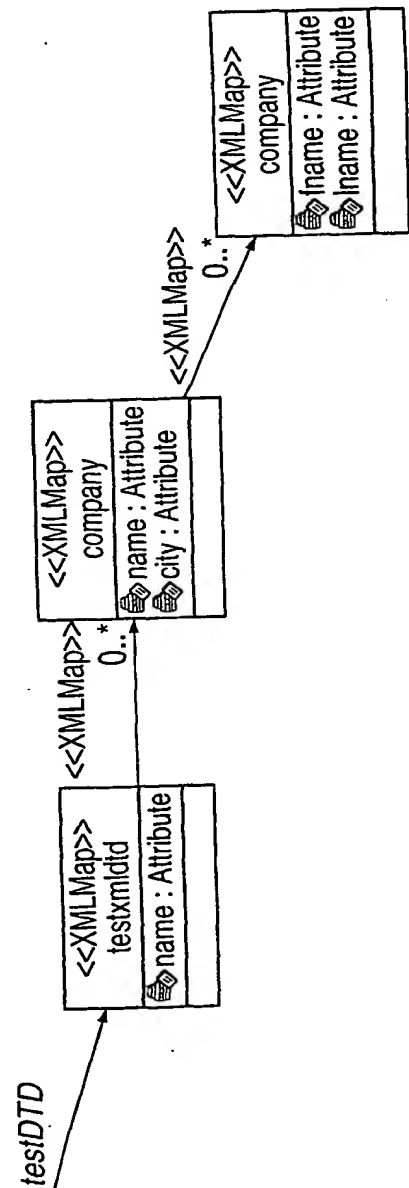 testDTD
<<XMLMap>>
testxmldtd
name : Attribute
<<XMLMap>>
0..*
<<XMLMap>>
company
name : Attribute
city : Attribute
<<XMLMap>>
0..*
<<XMLMap>>
company
fname : Attribute
lname : Attribute